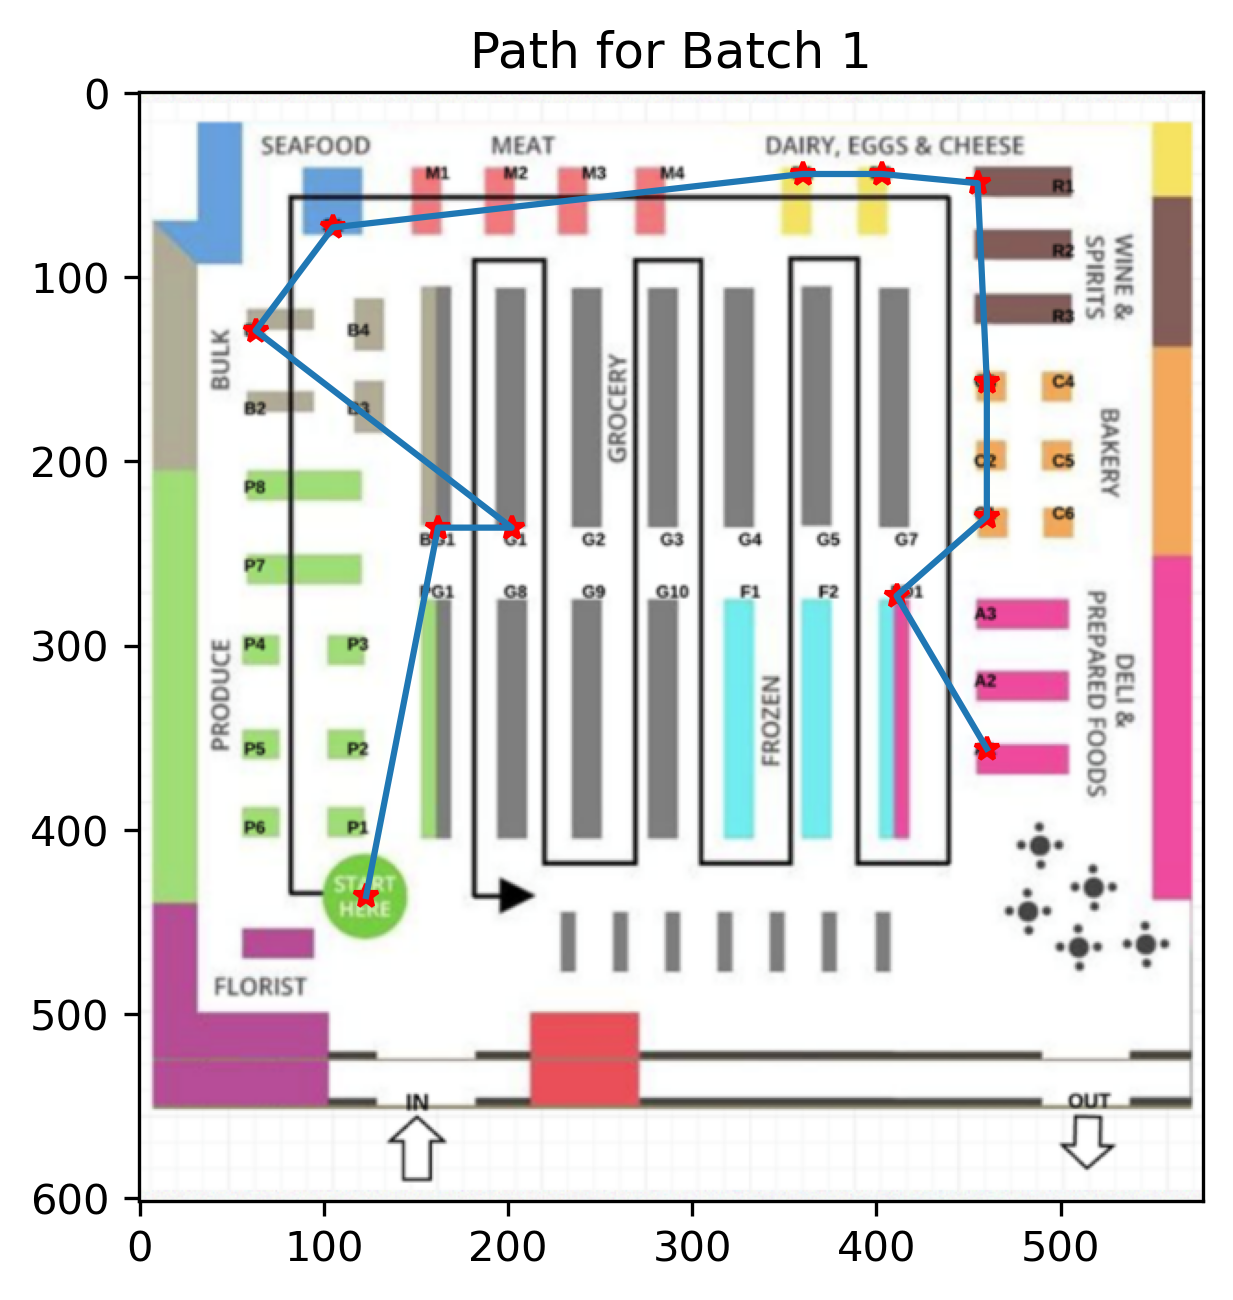 Path for Batch 1
0
100
200
300
400
500
600
SEAFOOD
MEAT
DAIRY, EGGS & CHEESE
M1
M2
M3
M4
R1
R2
R3
WINE &
SPIRITS
BULK
B4
B2
B3
GROCERY
C4
C2
C5
C6
BAKERY
P8
P7
G1
G2
G3
G4
G5
G7
PG1
G8
G9
G10
F1
F2
PRODUCE
P4
P3
P5
P2
P6
P1
FROZEN
A3
A2
DELI &
PREPARED FOODS
START
HERE
FLORIST
IN
OUT
0
100
200
300
400
500